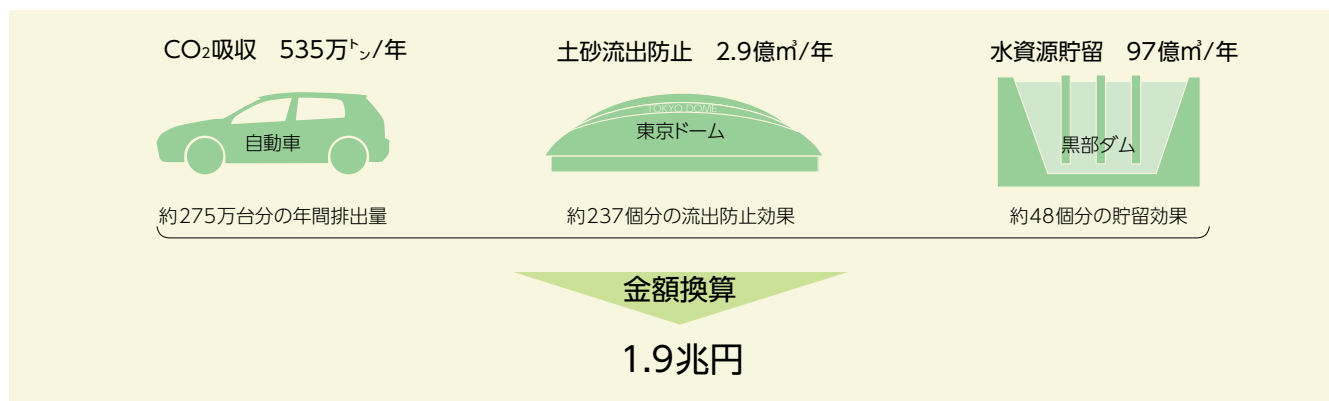 CO₂吸収　535万㌧/年
自動車
約275万台分の年間排出量
土砂流出防止　2.9億㎥/年
TOKYO DOME
東京ドーム
約237個分の流出防止効果
水資源貯留　97億㎥/年
黒部ダム
約48個分の貯留効果
金額換算
1.9兆円